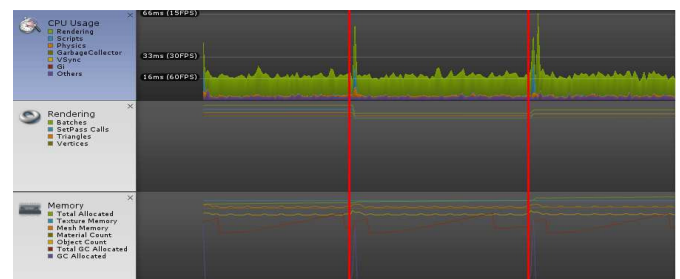 CPU Usage
Rendering
Scripts
Physics
GarbageCollector
VSync
Gi
Others
66ms (15FPS)
33ms (30FPS)
16ms (60FPS)
Rendering
Batches
SetPass Calls
Triangles
Vertices
Memory
Total Allocated
Texture Memory
Mesh Memory
Material Count
Object Count
Total GC Allocated
GC Allocated